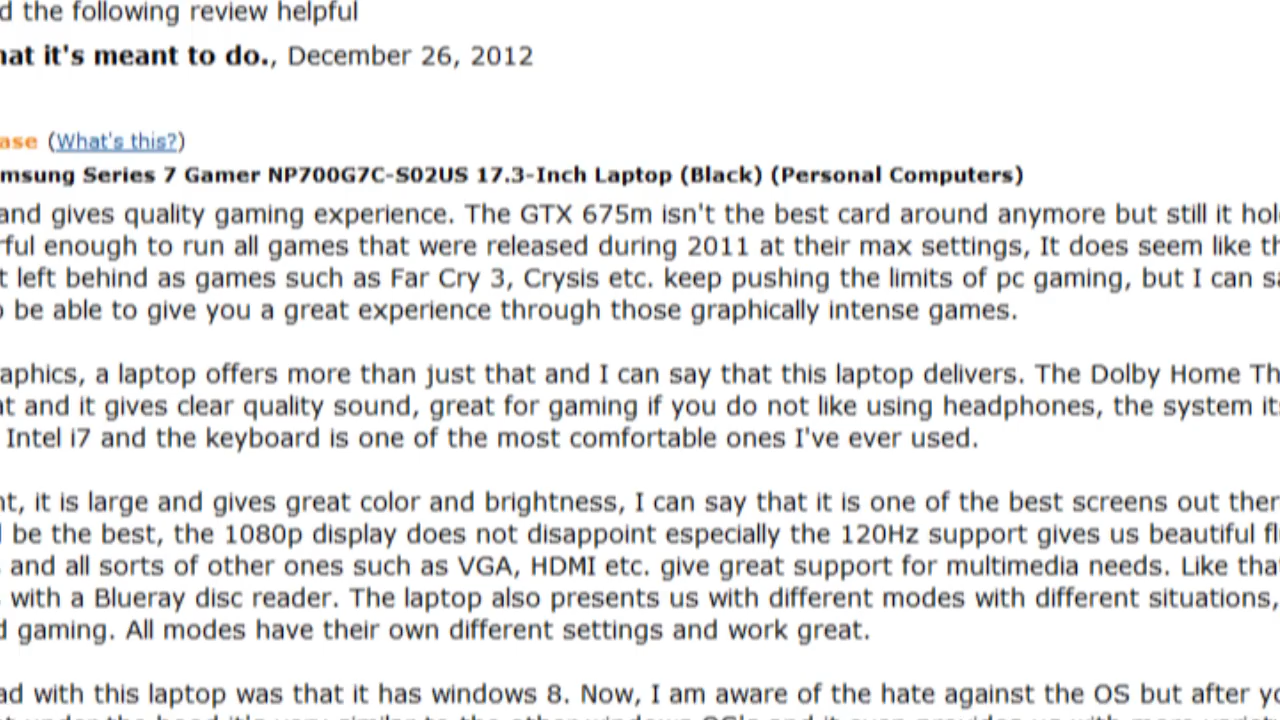 d the following review helpful
hat it's meant to do., December 26, 2012
ase (What's this?)
msung Series 7 Gamer NP700G7C-S02US 17.3-Inch Laptop (Black) (Personal Computers)
and gives quality gaming experience. The GTX 675m isn't the best card around anymore but still it hol
rful enough to run all games that were released during 2011 at their max settings, It does seem like th
t left behind as games such as Far Cry 3, Crysis etc. keep pushing the limits of pc gaming, but I can sa
o be able to give you a great experience through those graphically intense games.
aphics, a laptop offers more than just that and I can say that this laptop delivers. The Dolby Home Th
at and it gives clear quality sound, great for gaming if you do not like using headphones, the system its
Intel i7 and the keyboard is one of the most comfortable ones I've ever used.
nt, it is large and gives great color and brightness, I can say that it is one of the best screens out ther
be the best, the 1080p display does not disappoint especially the 120Hz support gives us beautiful fl
and all sorts of other ones such as VGA, HDMI etc. give great support for multimedia needs. Like that
with a Blueray disc reader. The laptop also presents us with different modes with different situations,
d gaming. All modes have their own different settings and work great.
ad with this laptop was that it has windows 8. Now, I am aware of the hate against the OS but after yo